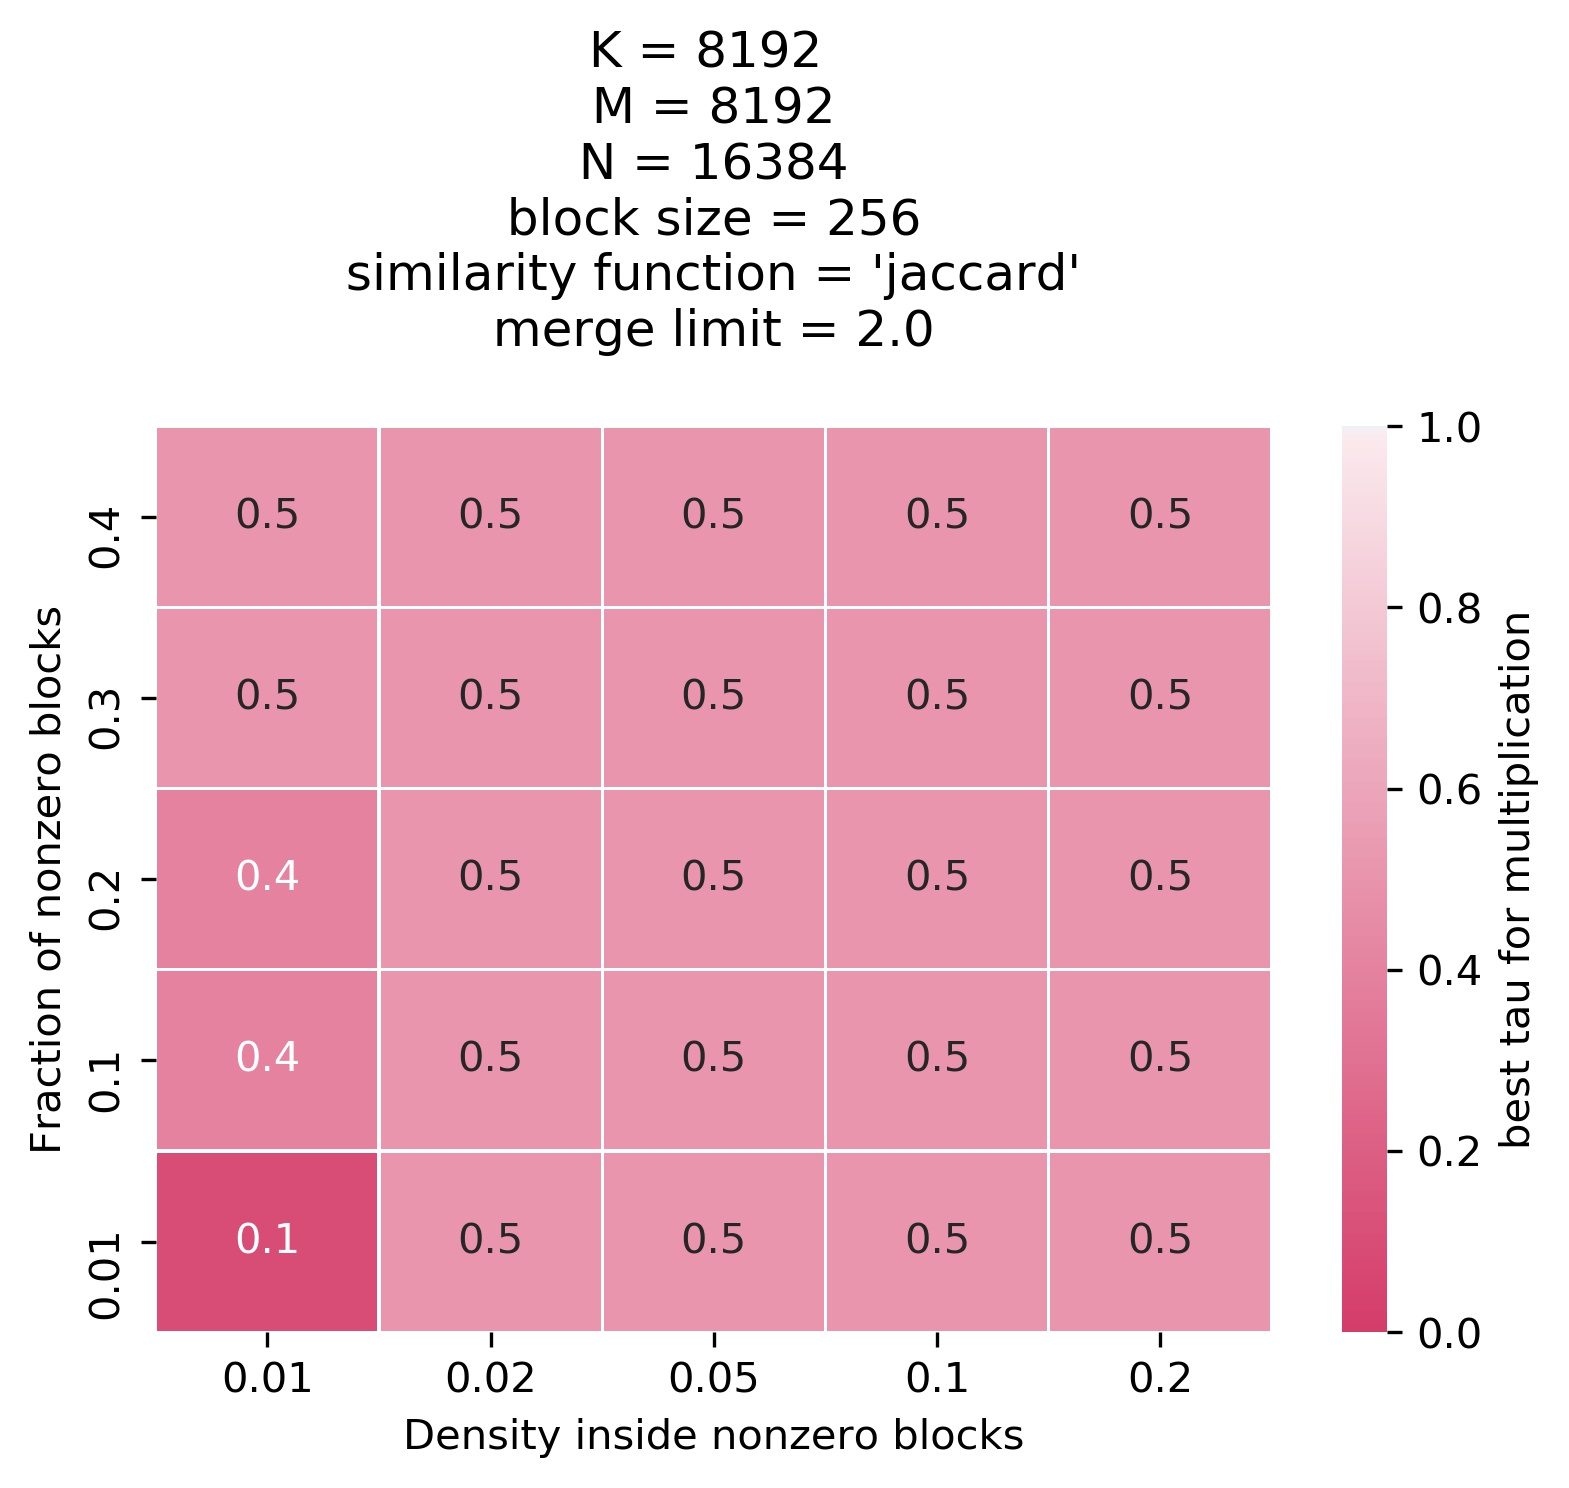 K = 8192
M = 8192
N = 16384
block size = 256
similarity function = 'jaccard'
merge limit = 2.0
Fraction of nonzero blocks
0.4 0.5 0.5 0.5 0.5 0.5
0.3 0.5 0.5 0.5 0.5 0.5
0.2 0.4 0.5 0.5 0.5 0.5
0.1 0.4 0.5 0.5 0.5 0.5
0.01 0.1 0.5 0.5 0.5 0.5
0.01 0.02 0.05 0.1 0.2
Density inside nonzero blocks
1.0
0.8
0.6
0.4
0.2
0.0
best tau for multiplication